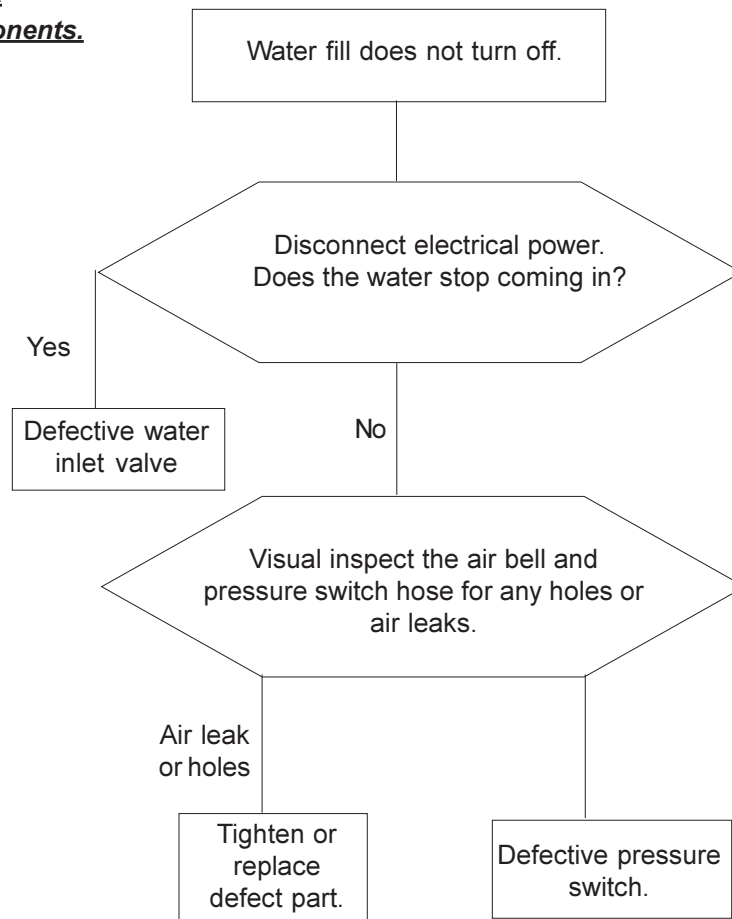 onents.
Water fill does not turn off.
Disconnect electrical power.
Does the water stop coming in?
Yes
Defective water
inlet valve
No
Visual inspect the air bell and
pressure switch hose for any holes or
air leaks.
Air leak
or holes
Tighten or
replace
defect part.
Defective pressure
switch.